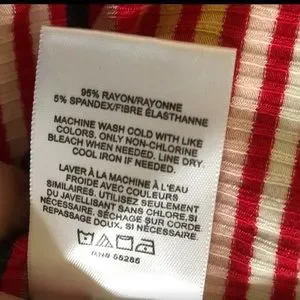 95% RAYON/RAYONNE
5% SPANDEX/FIBRE ÉLASTHANNE
MACHINE WASH COLD WITH LIKE
COLORS. ONLY NON-CHLORINE
BLEACH WHEN NEEDED. LINE DRY.
COOL IRON IF NEEDED.
LAVER À LA MACHINE À L'EAU
FROIDE AVEC COULEURS
SIMILAIRES. UTILISEZ SEULEMENT
DU JAVELLISANT SANS CHLORE, SI
NÉCESSAIRE. SÉCHAGE SUR CORDE.
REPASSAGE DOUX, SI NÉCESSAIRE.
55285